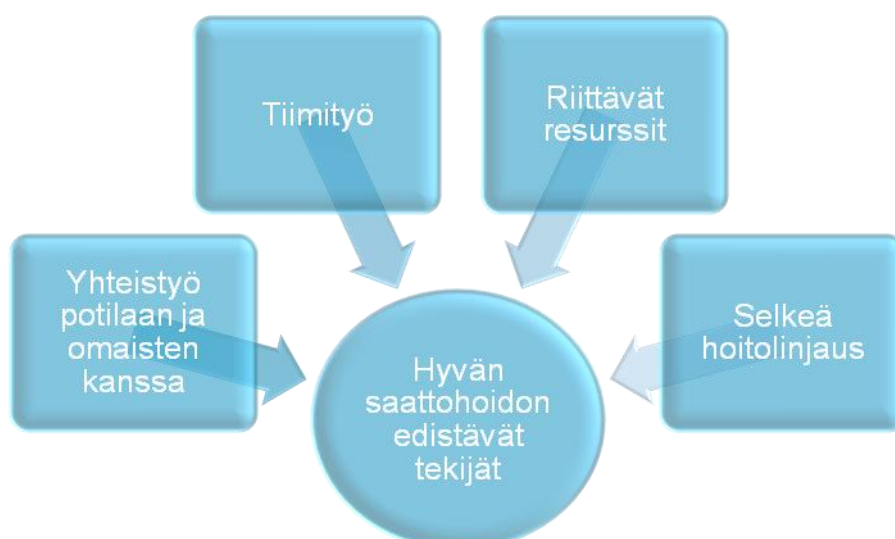 Tiimityö
Riittävät
resurssit
Yhteistyö
potilaan ja
omaisten
kanssa
Selkeä
hoitolinjaus
Hyvän
saattohoidon
edistävät
tekijät